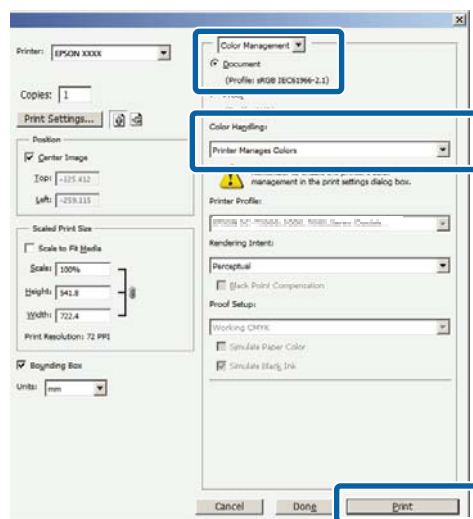 Printer: EPSON XXXX
Copies: 1
Print Settings...
Position
Center Image
Top: -125.412
Left: -259.115
Scaled Print Size
Scale to Fit Media
Scale: 100%
Height: 541.8
Width: 722.4
Print Resolution: 72 PPI
Bounding Box
Units: mm
Color Management
Document
(Profile: sRGB IEC61966-2.1)
Color Handling:
Printer Manages Colors
management in the print settings dialog box.
Printer Profile:
Rendering Intent:
Perceptual
Black Point Compensation
Proof Setup:
Working CMYK
Simulate Paper Color
Simulate Black Ink
Cancel
Done
Print